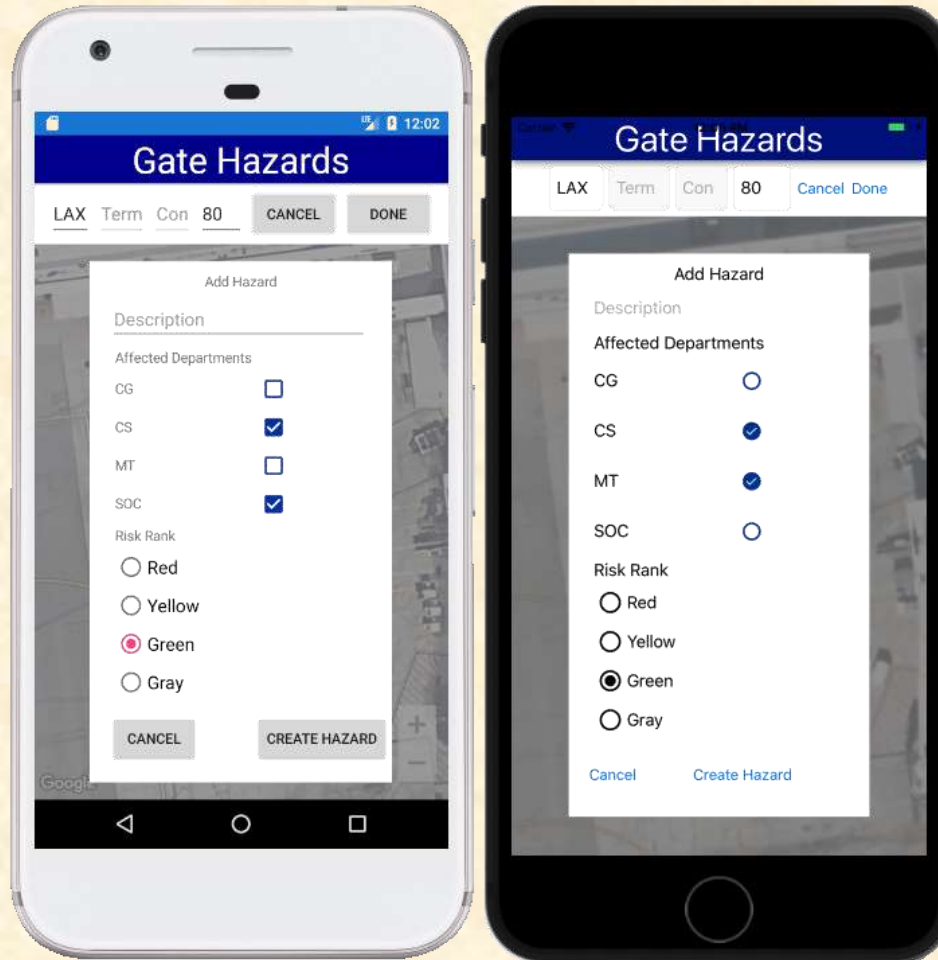 LTE 12:02
Gate Hazards
LAX Term Con 80 CANCEL DONE
Add Hazard
Description
Affected Departments
CG
CS
MT
SOC
Risk Rank
Red
Yellow
Green
Gray
CANCEL CREATE HAZARD
Google
Carrier
Gate Hazards
LAX Term Con 80 Cancel Done
Add Hazard
Description
Affected Departments
CG
CS
MT
SOC
Risk Rank
Red
Yellow
Green
Gray
Cancel Create Hazard